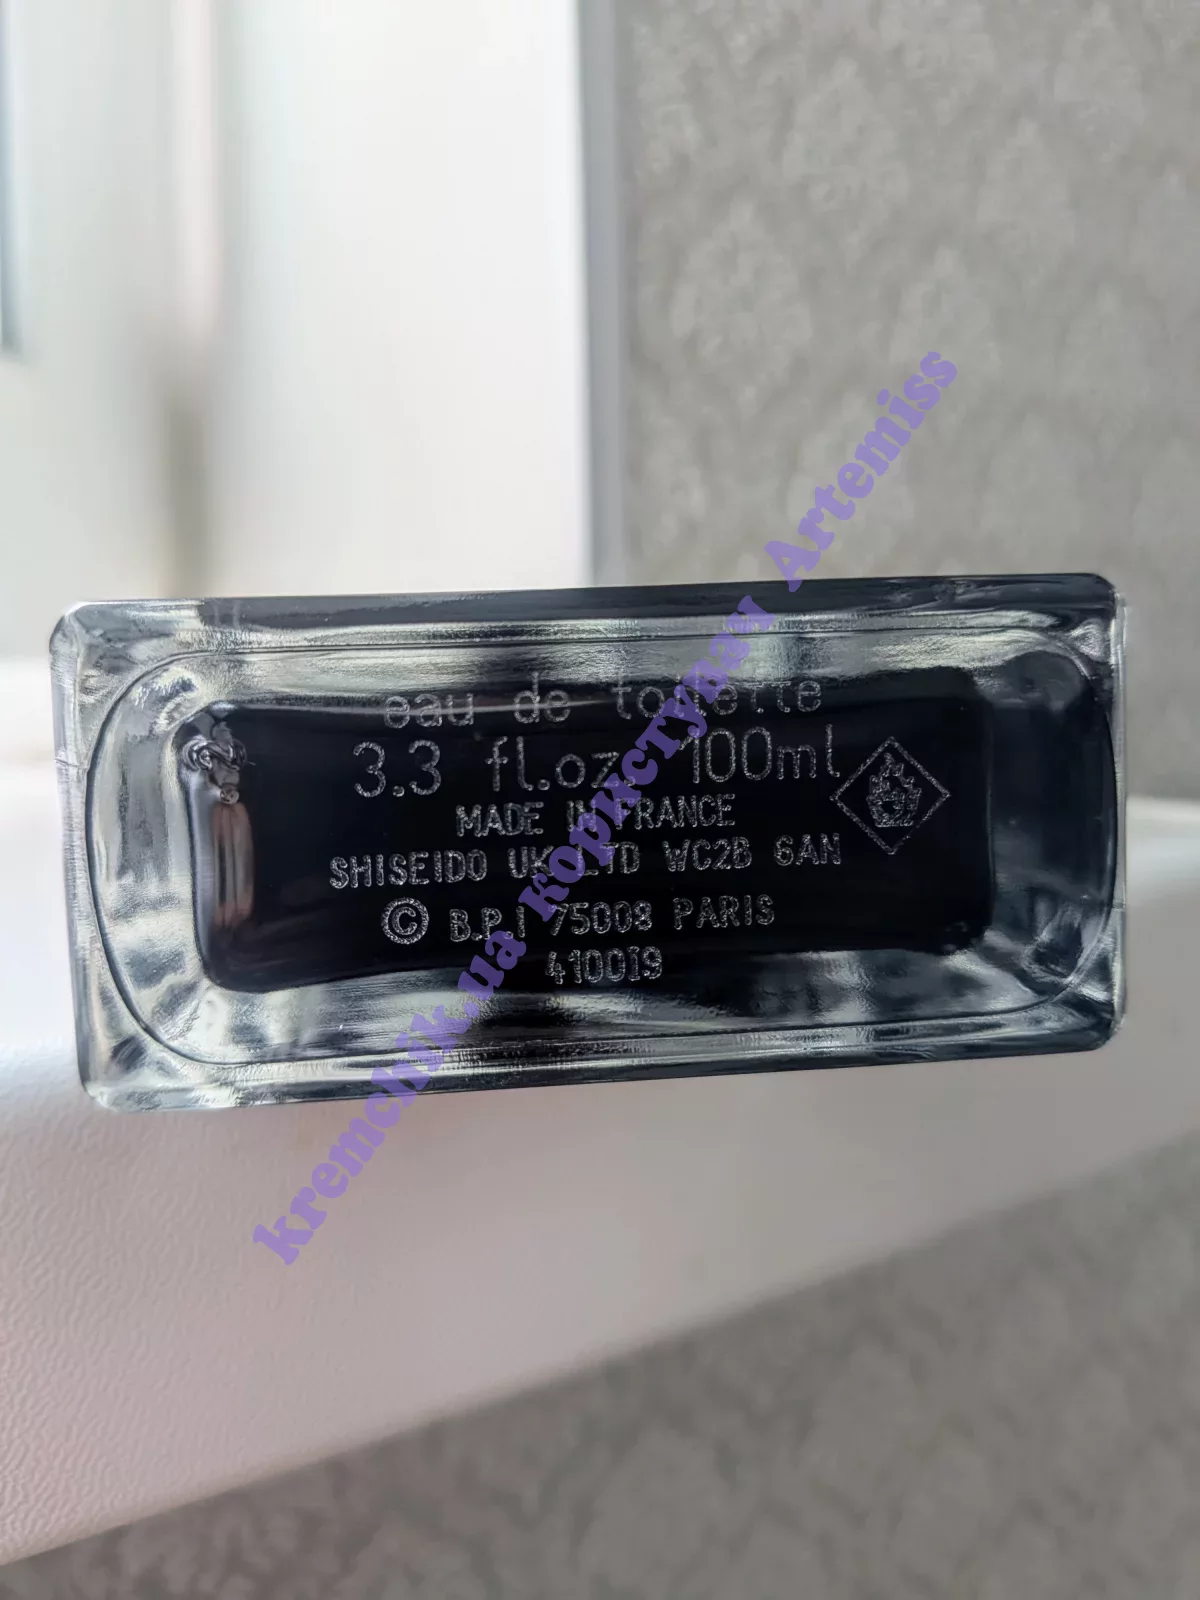 eau de toilette
3.3 fl.oz. 100ml
MADE IN FRANCE
SHISEIDO UK LTD WC2B 6AN
© B.P.I 75008 PARIS
410019
kremchik.ua користувач Artemiss